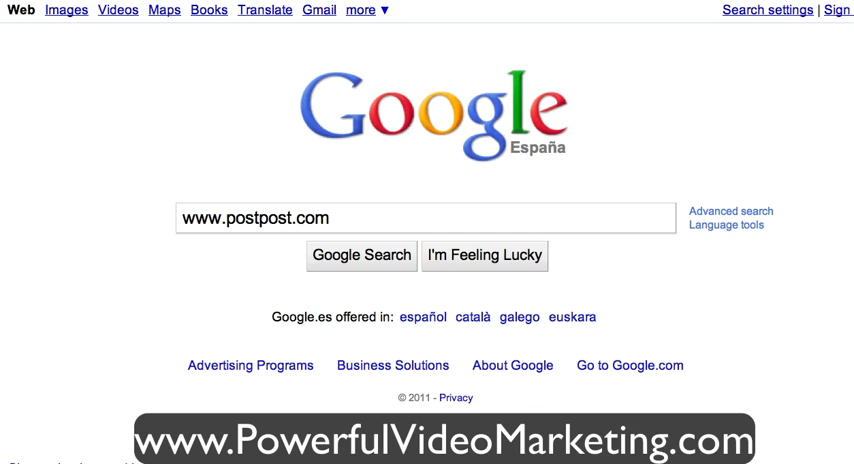 Web Images Videos Maps Books Translate Gmail more ▼ Search settings | Sign
Google
España
www.postpost.com
Advanced search
Language tools
Google Search I'm Feeling Lucky
Google.es offered in: español català galego euskara
Advertising Programs Business Solutions About Google Go to Google.com
© 2011 - Privacy
www.PowerfulVideoMarketing.com